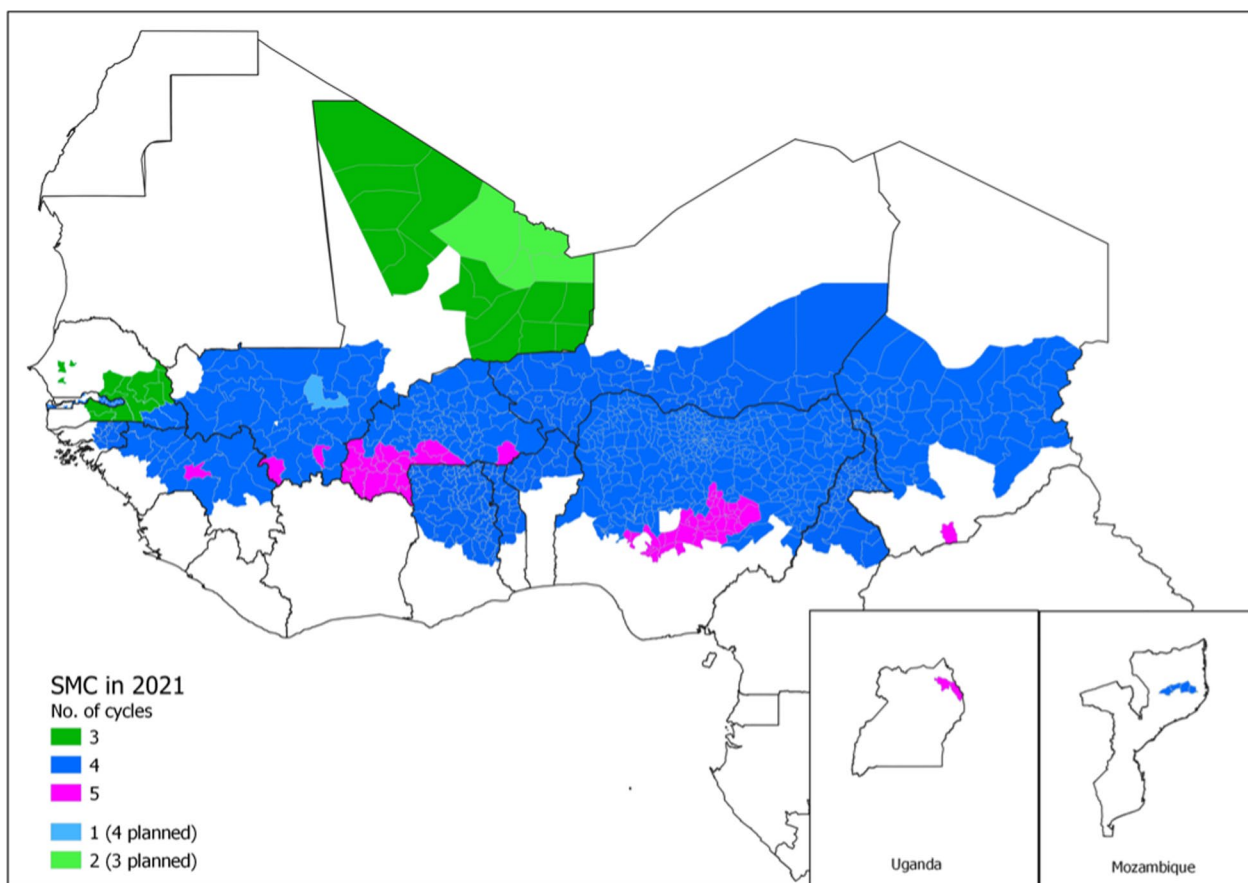 SMC in 2021
No. of cycles
3
4
5
1 (4 planned)
2 (3 planned)
Uganda
Mozambique